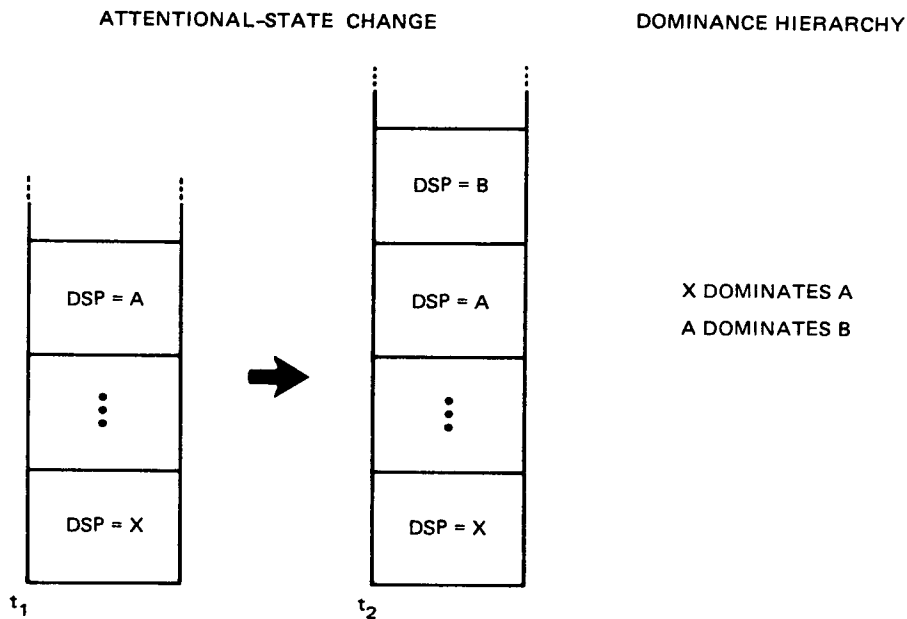 ATTENTIONAL-STATE CHANGE
DOMINANCE HIERARCHY
DSP = A
DSP = X
t1
DSP = B
DSP = A
DSP = X
t2
X DOMINATES A
A DOMINATES B